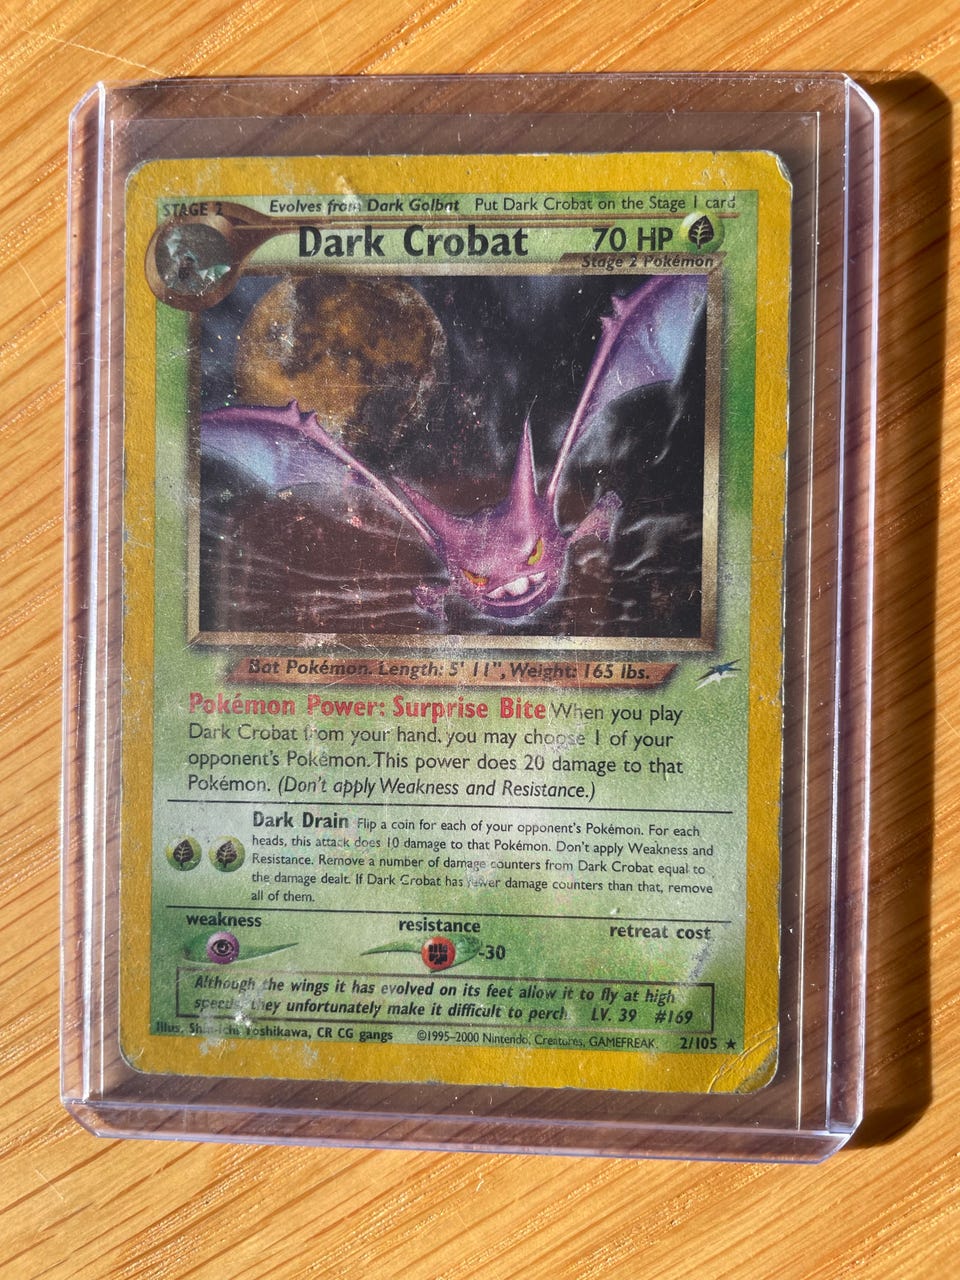 STAGE 2 Evolves from Dark Golbat Put Dark Crobat on the Stage 1 card
Dark Crobat 70 HP
Stage 2 Pokémon
Bat Pokémon. Length: 5' 11", Weight: 165 lbs.
Pokémon Power: Surprise Bite When you play
Dark Crobat from your hand, you may choose 1 of your
opponent's Pokémon. This power does 20 damage to that
Pokémon. (Don't apply Weakness and Resistance.)
Dark Drain Flip a coin for each of your opponent's Pokémon. For each
heads, this attack does 10 damage to that Pokémon. Don't apply Weakness and
Resistance. Remove a number of damage counters from Dark Crobat equal to
the damage dealt. If Dark Crobat has fewer damage counters than that, remove
all of them.
weakness resistance retreat cost
-30
Although the wings it has evolved on its feet allow it to fly at high
speeds, they unfortunately make it difficult to perch. LV. 39 #169
Illus. Shin-ichi Yoshikawa, CR CG gangs ©1995–2000 Nintendo, Creatures, GAMEFREAK. 2/105 ★